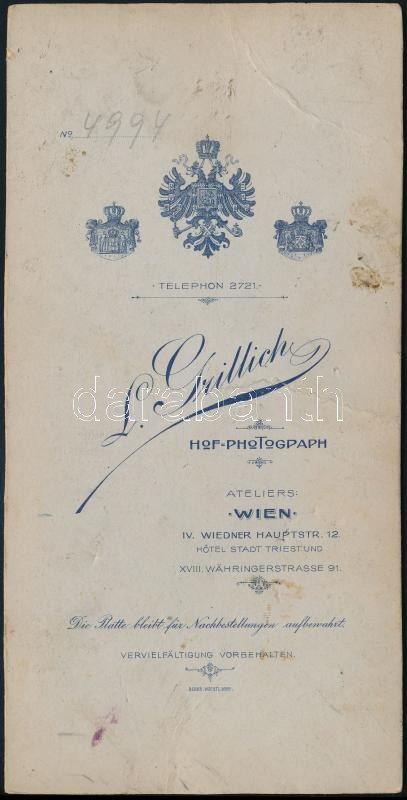 No. 4994
TELEPHON 2721.
L. Grillich
HOF=PHOTOGRAPH
ATELIERS:
WIEN
IV. WIEDNER HAUPTSTR. 12.
HÔTEL STADT TRIEST UND
XVIII. WÄHRINGERSTRASSE 91.
Die Platte bleibt für Nachbestellungen aufbewahrt.
VERVIELFÄLTIGUNG VORBEHALTEN.
darabanth